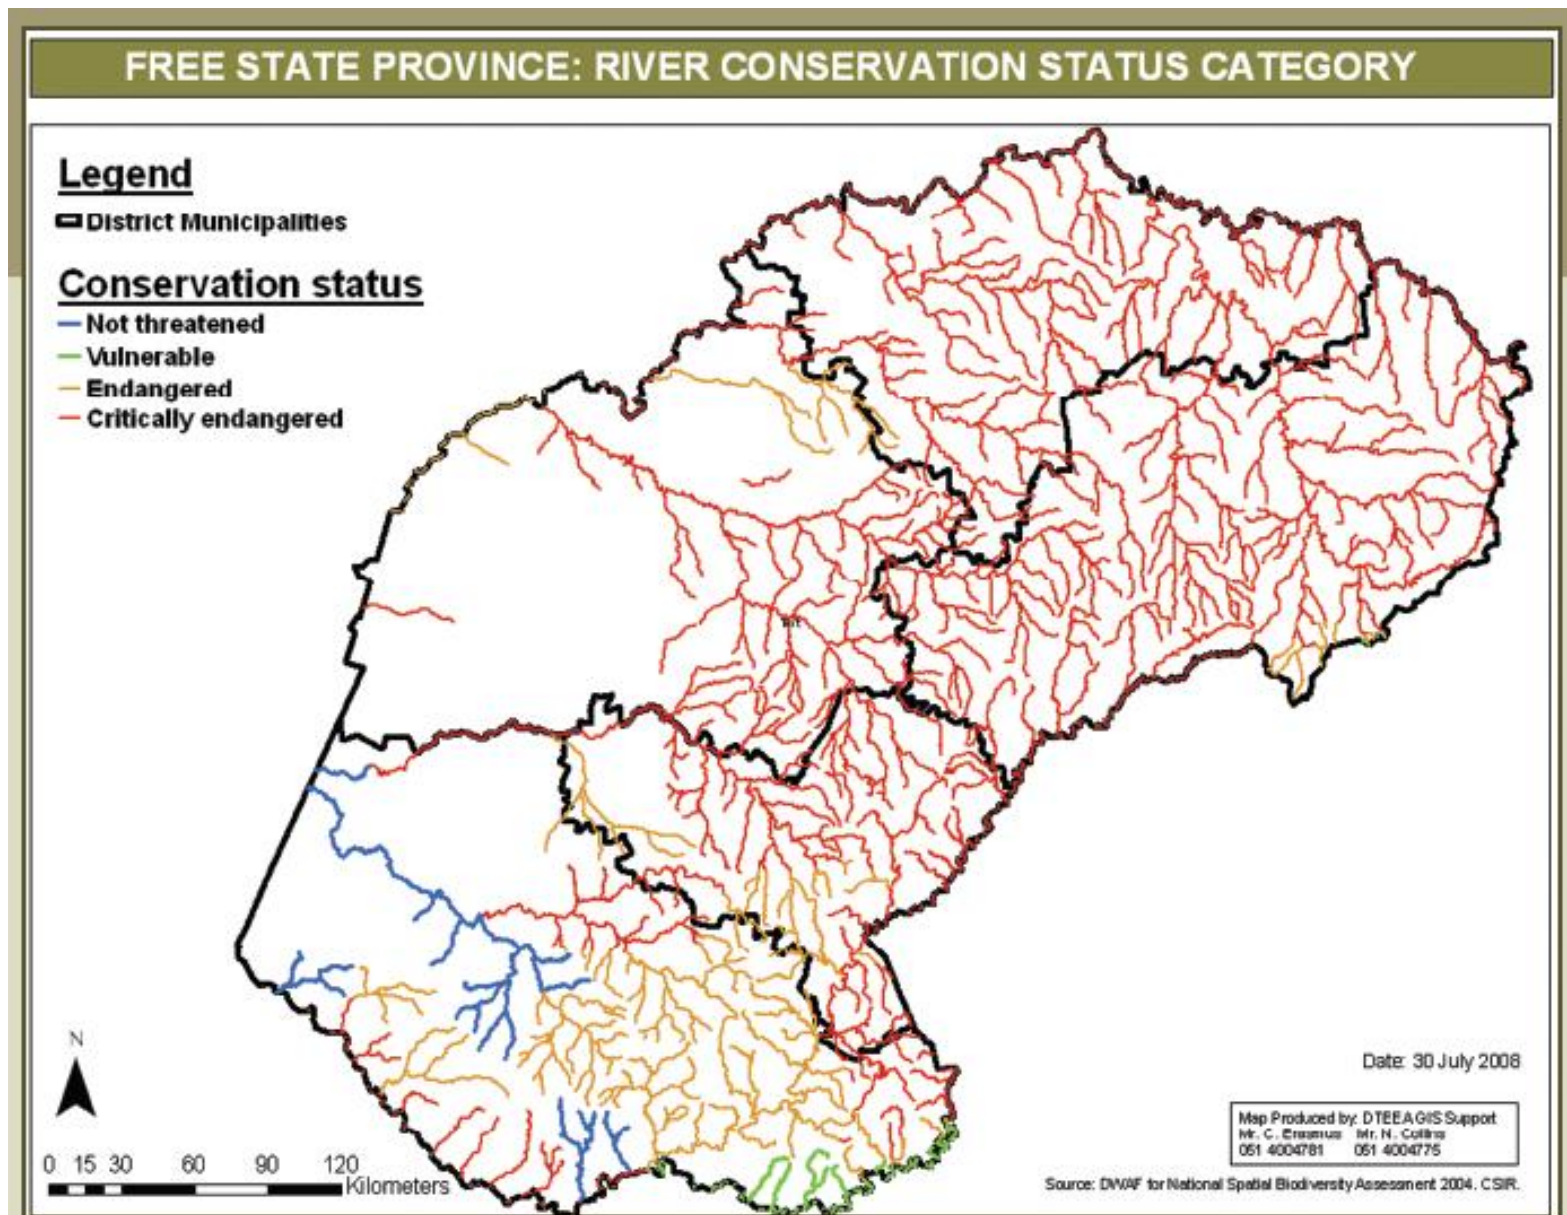 FREE STATE PROVINCE: RIVER CONSERVATION STATUS CATEGORY
Legend
District Municipalities
Conservation status
Not threatened
Vulnerable
Endangered
Critically endangered
N
0 15 30 60 90 120
Kilometers
Date: 30 July 2008
Map Produced by: DTEEA GIS Support
Mr. C. Erasmus Mr. N. Collins
051 4004781 051 4004775
Source: DWAF for National Spatial Biodiversity Assessment 2004. CSIR.